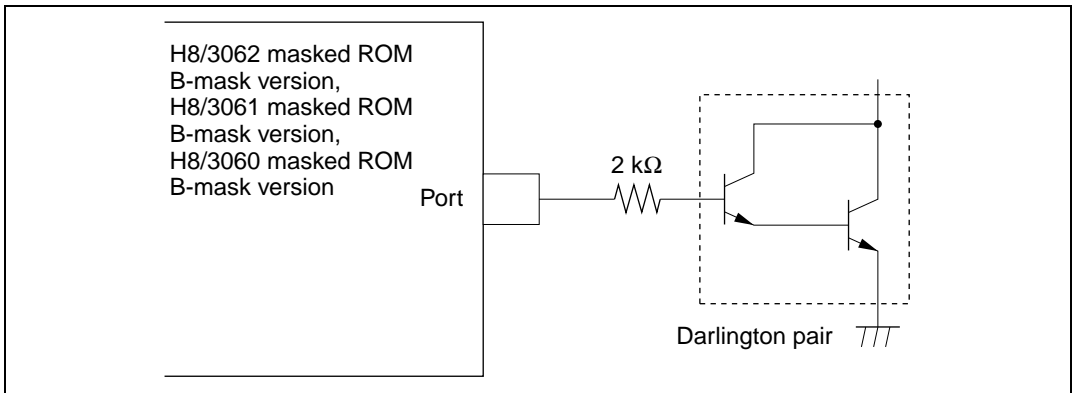 H8/3062 masked ROM
B-mask version,
H8/3061 masked ROM
B-mask version,
H8/3060 masked ROM
B-mask version
Port
2 kΩ
Darlington pair